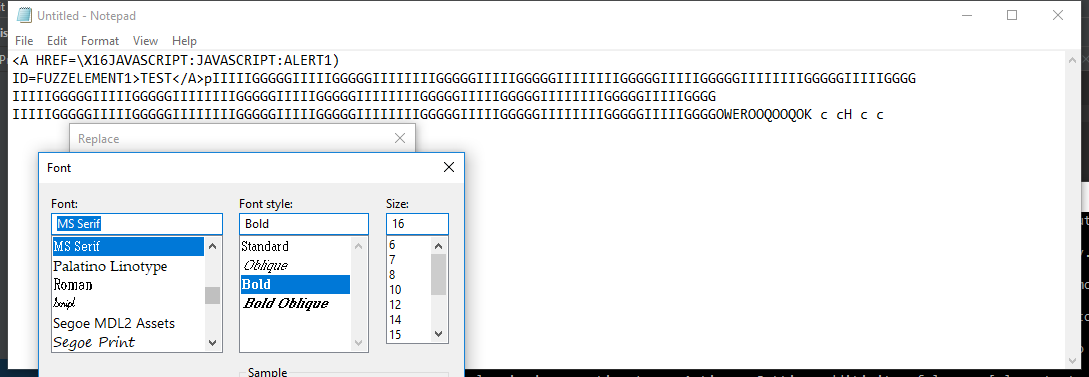 Untitled - Notepad
File Edit Format View Help
<A HREF=\X16JAVASCRIPT:JAVASCRIPT:ALERT1)
ID=FUZZELEMENT1>TEST</A>pIIIIIGGGGGIIIIIGGGGGIIIIIIIIGGGGGIIIIIGGGGGIIIIIIIIGGGGGIIIIIGGGGGIIIIIIIIGGGGGIIIIIGGGG
IIIIIGGGGGIIIIIGGGGGIIIIIIIIGGGGGIIIIIGGGGGIIIIIIIIGGGGGIIIIIGGGGGIIIIIIIIGGGGGIIIIIGGGG
IIIIIGGGGGIIIIIGGGGGIIIIIIIIGGGGGIIIIIGGGGGIIIIIIIIGGGGGIIIIIGGGGGIIIIIIIIGGGGGIIIIIGGGGOWEROOQOOQOK c cH c c
Replace
Font
Font: Font style: Size:
MS Serif Bold 16
MS Serif
Palatino Linotype
Roman
Script
Segoe MDL2 Assets
Segoe Print
Standard
Oblique
Bold
Bold Oblique
6
7
8
10
12
14
15
Sample